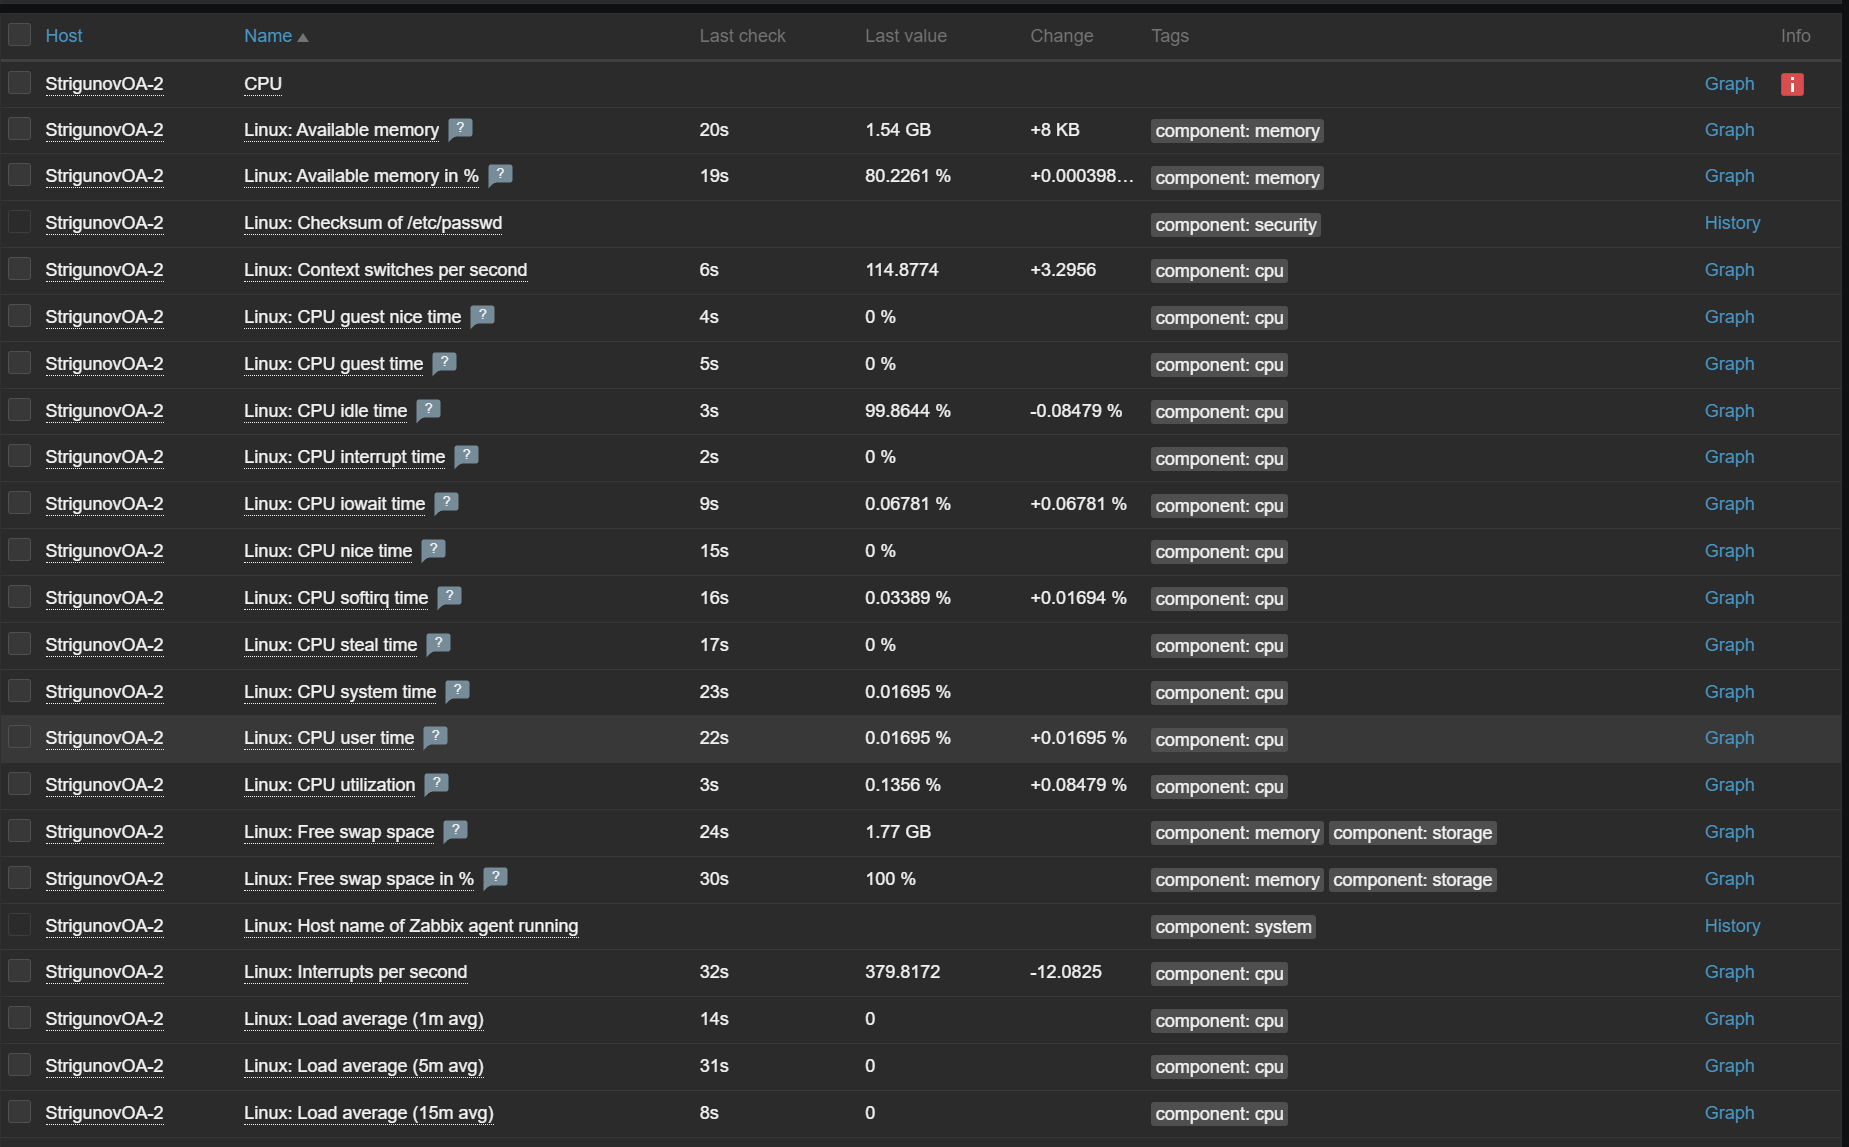 Host Name Last check Last value Change Tags Info
StrigunovOA-2 CPU Graph i
StrigunovOA-2 Linux: Available memory ? 20s 1.54 GB +8 KB component: memory Graph
StrigunovOA-2 Linux: Available memory in % ? 19s 80.2261 % +0.000398... component: memory Graph
StrigunovOA-2 Linux: Checksum of /etc/passwd component: security History
StrigunovOA-2 Linux: Context switches per second 6s 114.8774 +3.2956 component: cpu Graph
StrigunovOA-2 Linux: CPU guest nice time ? 4s 0 % component: cpu Graph
StrigunovOA-2 Linux: CPU guest time ? 5s 0 % component: cpu Graph
StrigunovOA-2 Linux: CPU idle time ? 3s 99.8644 % -0.08479 % component: cpu Graph
StrigunovOA-2 Linux: CPU interrupt time ? 2s 0 % component: cpu Graph
StrigunovOA-2 Linux: CPU iowait time ? 9s 0.06781 % +0.06781 % component: cpu Graph
StrigunovOA-2 Linux: CPU nice time ? 15s 0 % component: cpu Graph
StrigunovOA-2 Linux: CPU softirq time ? 16s 0.03389 % +0.01694 % component: cpu Graph
StrigunovOA-2 Linux: CPU steal time ? 17s 0 % component: cpu Graph
StrigunovOA-2 Linux: CPU system time ? 23s 0.01695 % component: cpu Graph
StrigunovOA-2 Linux: CPU user time ? 22s 0.01695 % +0.01695 % component: cpu Graph
StrigunovOA-2 Linux: CPU utilization ? 3s 0.1356 % +0.08479 % component: cpu Graph
StrigunovOA-2 Linux: Free swap space ? 24s 1.77 GB component: memory component: storage Graph
StrigunovOA-2 Linux: Free swap space in % ? 30s 100 % component: memory component: storage Graph
StrigunovOA-2 Linux: Host name of Zabbix agent running component: system History
StrigunovOA-2 Linux: Interrupts per second 32s 379.8172 -12.0825 component: cpu Graph
StrigunovOA-2 Linux: Load average (1m avg) 14s 0 component: cpu Graph
StrigunovOA-2 Linux: Load average (5m avg) 31s 0 component: cpu Graph
StrigunovOA-2 Linux: Load average (15m avg) 8s 0 component: cpu Graph